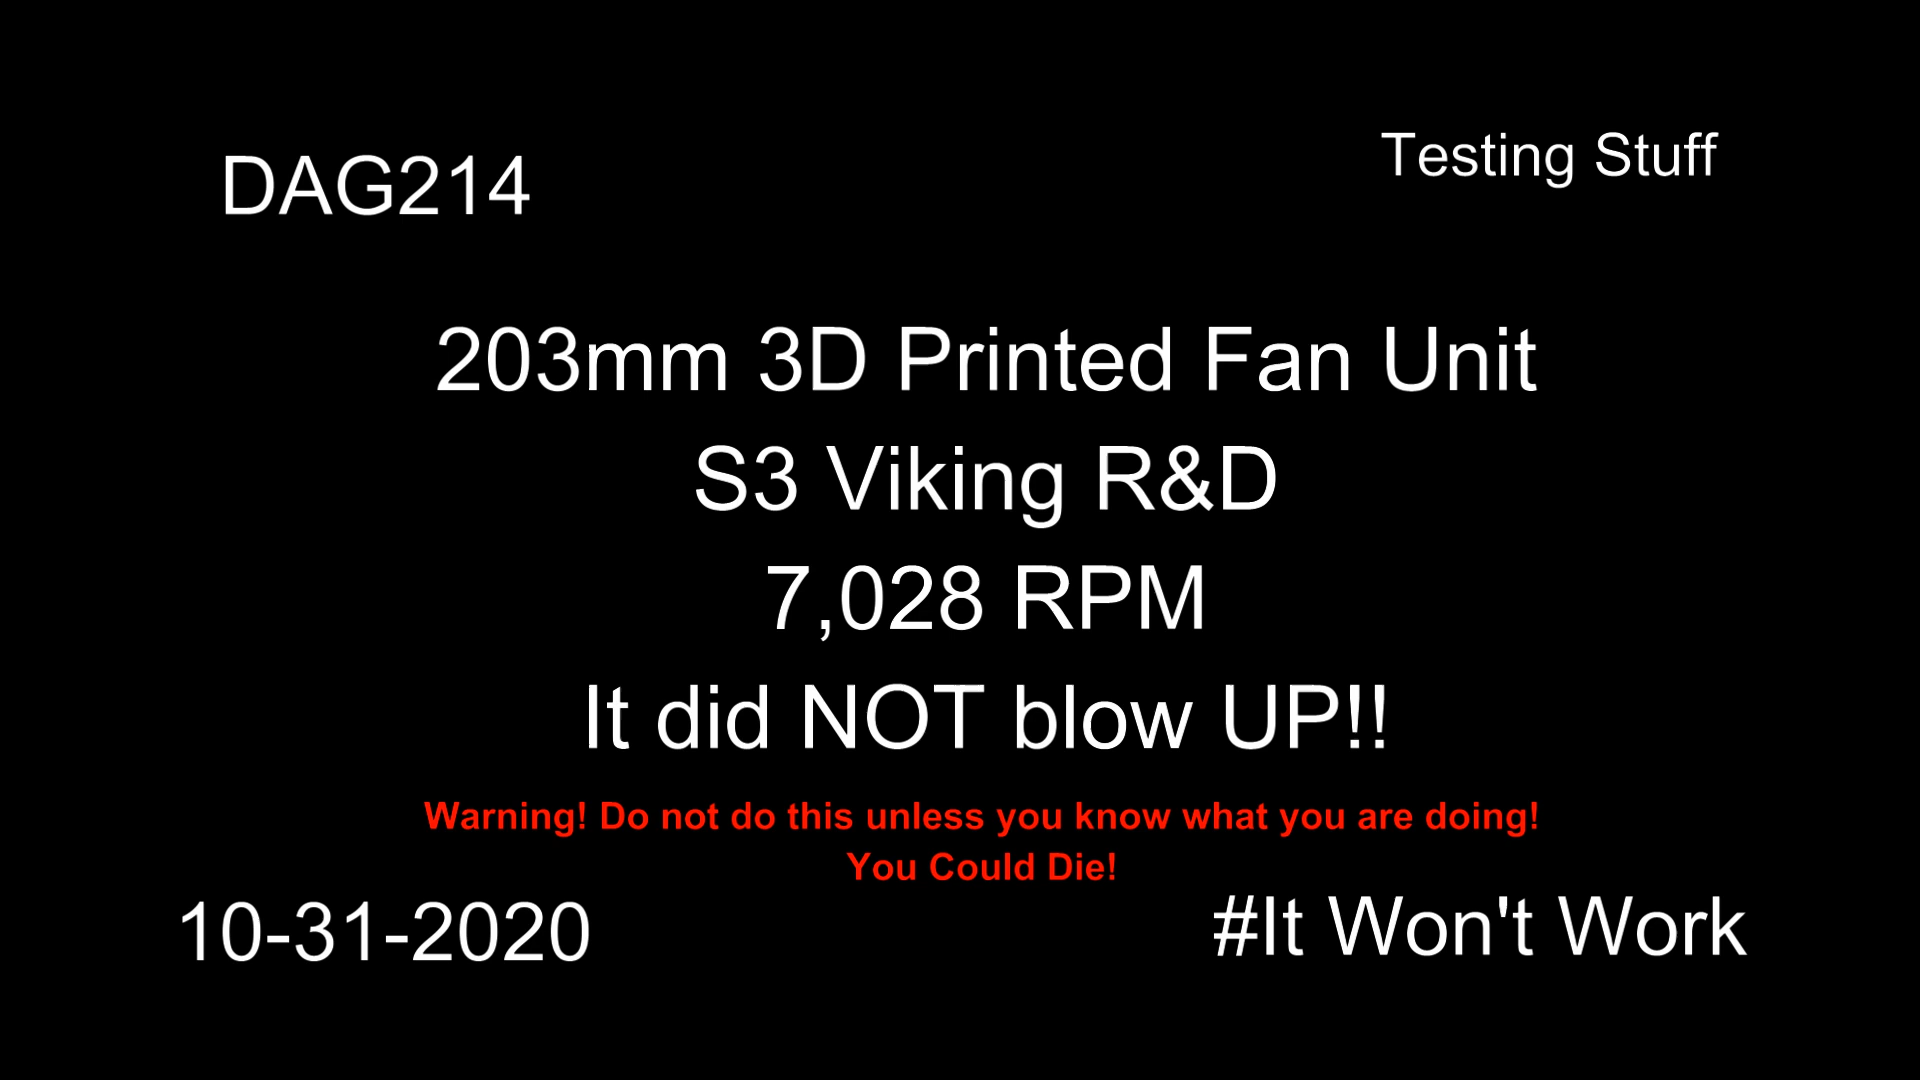 DAG214
Testing Stuff
203mm 3D Printed Fan Unit
S3 Viking R&D
7,028 RPM
It did NOT blow UP!!
Warning! Do not do this unless you know what you are doing!
You Could Die!
10-31-2020
#It Won't Work